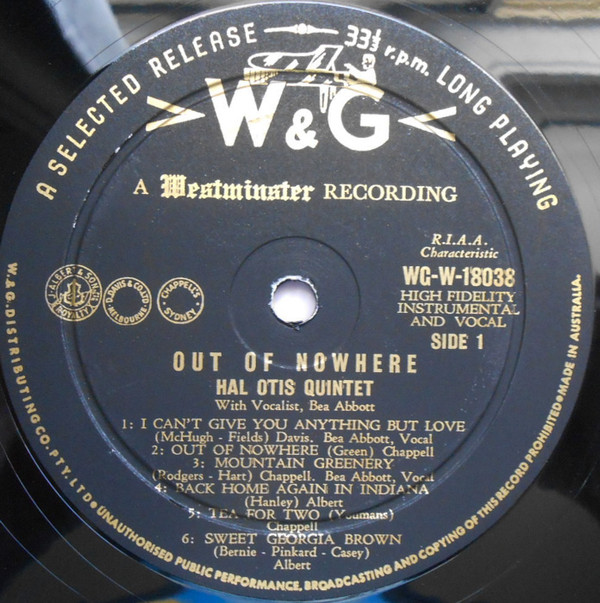 A SELECTED RELEASE
33⅓ r.p.m. LONG PLAYING
W&G
A Westminster RECORDING
R.I.A.A.
Characteristic
WG-W-18038
HIGH FIDELITY
INSTRUMENTAL
AND VOCAL
SIDE 1
J. ALBERT & SON PTY. LTD.
D. DAVIS & CO. LTD MELBOURNE
CHAPPELL'S SYDNEY
OUT OF NOWHERE
HAL OTIS QUINTET
With Vocalist, Bea Abbott
1: I CAN'T GIVE YOU ANYTHING BUT LOVE
(McHugh - Fields) Davis. Bea Abbott, Vocal
2: OUT OF NOWHERE (Green) Chappell
3: MOUNTAIN GREENERY
(Rodgers - Hart) Chappell. Bea Abbott, Vocal
4: BACK HOME AGAIN IN INDIANA
(Hanley) Albert
5: TEA FOR TWO (Youmans)
Chappell
6: SWEET GEORGIA BROWN
(Bernie - Pinkard - Casey)
Albert
W.&G. DISTRIBUTING CO. PTY. LTD • UNAUTHORISED PUBLIC PERFORMANCE, BROADCASTING AND COPYING OF THIS RECORD PROHIBITED • MADE IN AUSTRALIA.